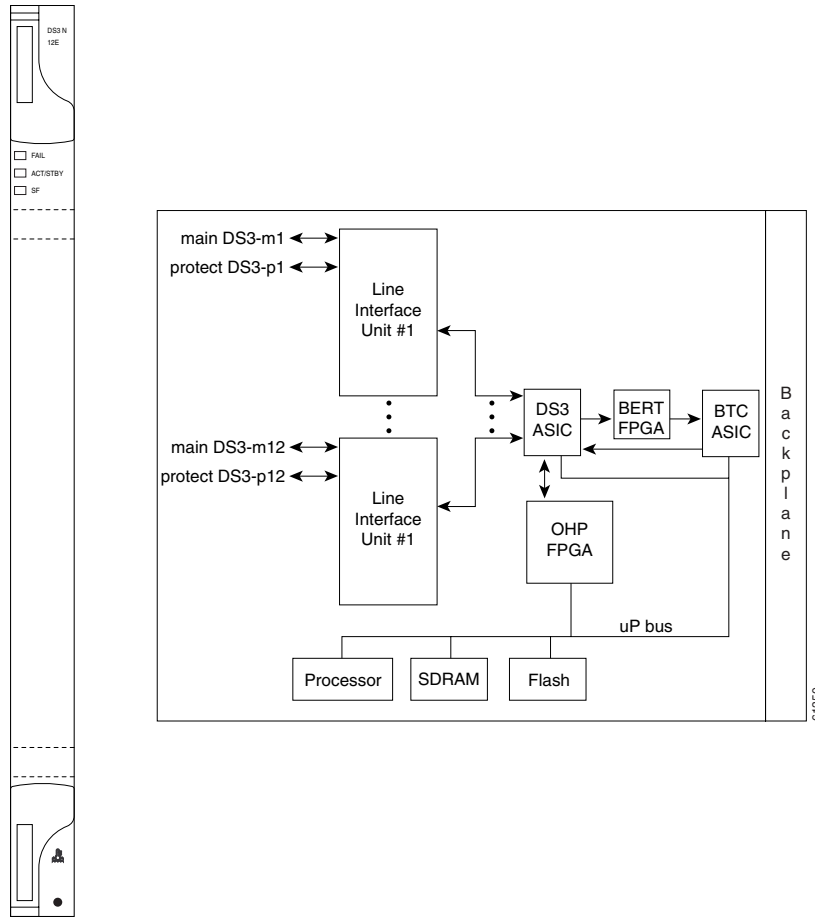 DS3 N
12E
FAIL
ACT/STBY
SF
main DS3-m1
protect DS3-p1
Line
Interface
Unit #1
main DS3-m12
protect DS3-p12
Line
Interface
Unit #1
DS3
ASIC
BERT
FPGA
BTC
ASIC
OHP
FPGA
uP bus
Processor
SDRAM
Flash
B
a
c
k
p
l
a
n
e